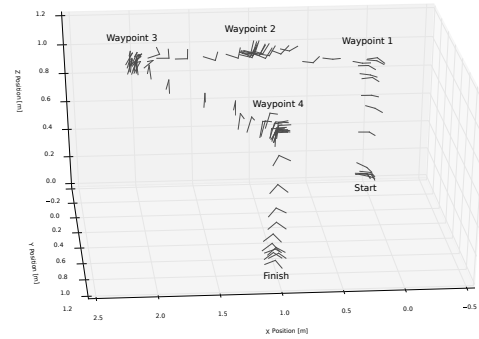 1.2
Waypoint 2
Waypoint 3
Waypoint 1
1.0
0.8
Z Position [m]
0.6
Waypoint 4
0.4
0.2
0.0
Start
−0.2
0.0
0.2
0.4
Y Position [m]
0.6
0.8
Finish
1.0
1.2
2.5
2.0
1.5
1.0
0.5
0.0
−0.5
X Position [m]